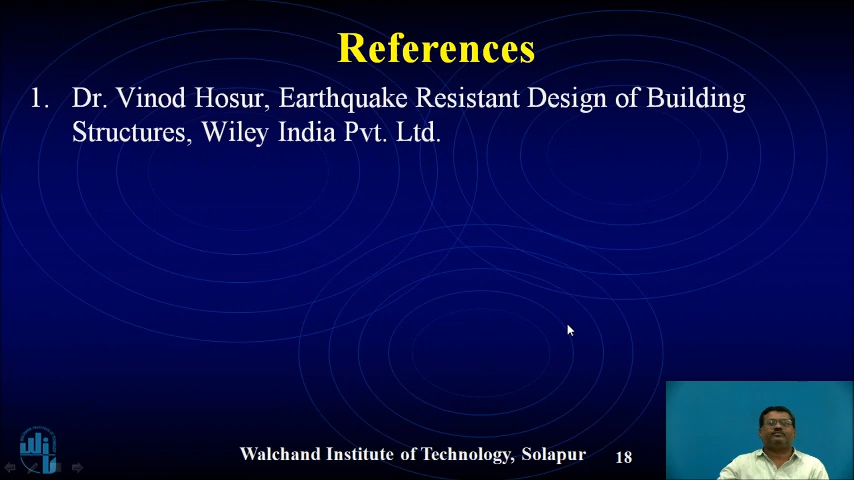 References
1. Dr. Vinod Hosur, Earthquake Resistant Design of Building
Structures, Wiley India Pvt. Ltd.
Walchand Institute of Technology, Solapur 18